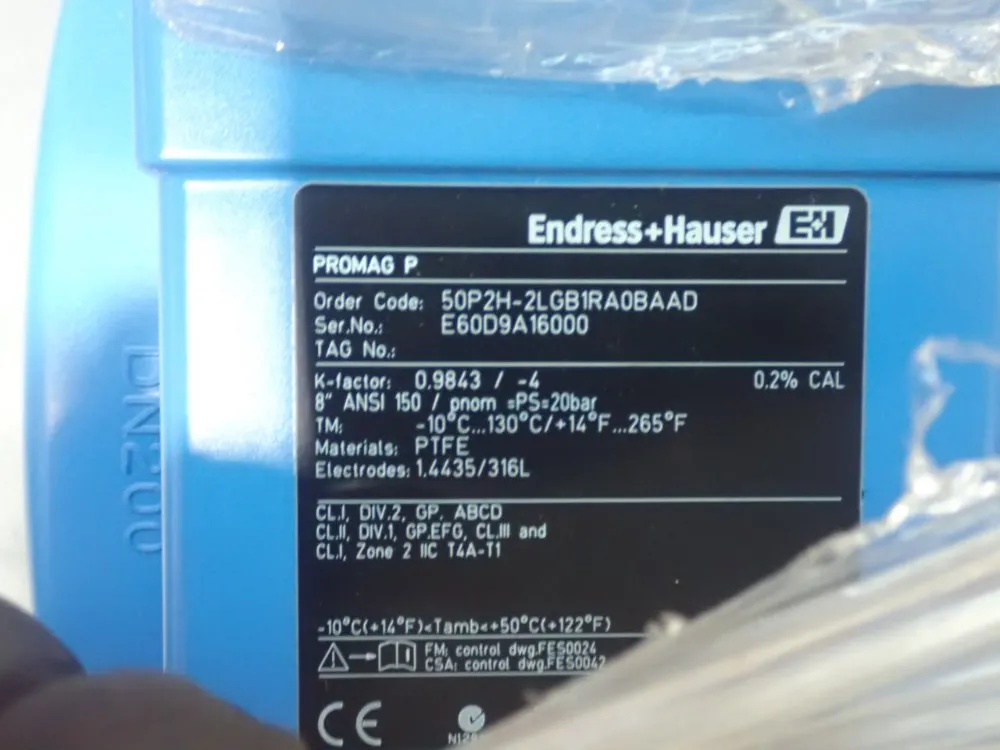 Endress+Hauser E+H
PROMAG P
Order Code: 50P2H-2LGB1RA0BAAD
Ser.No.: E60D9A16000
TAG No.:
K-factor: 0.9843 / -4 0.2% CAL
8" ANSI 150 / pnom =PS=20bar
TM: -10°C...130°C/+14°F...265°F
Materials: PTFE
Electrodes: 1.4435/316L
CL.I, DIV.2, GP. ABCD
CL.II, DIV.1, GP.EFG, CL.III and
CL.I, Zone 2 IIC T4A-T1
-10°C(+14°F)<Tamb<+50°C(+122°F)
FM: control dwg.FES0024
CSA: control dwg.FES0042
CE
DN200